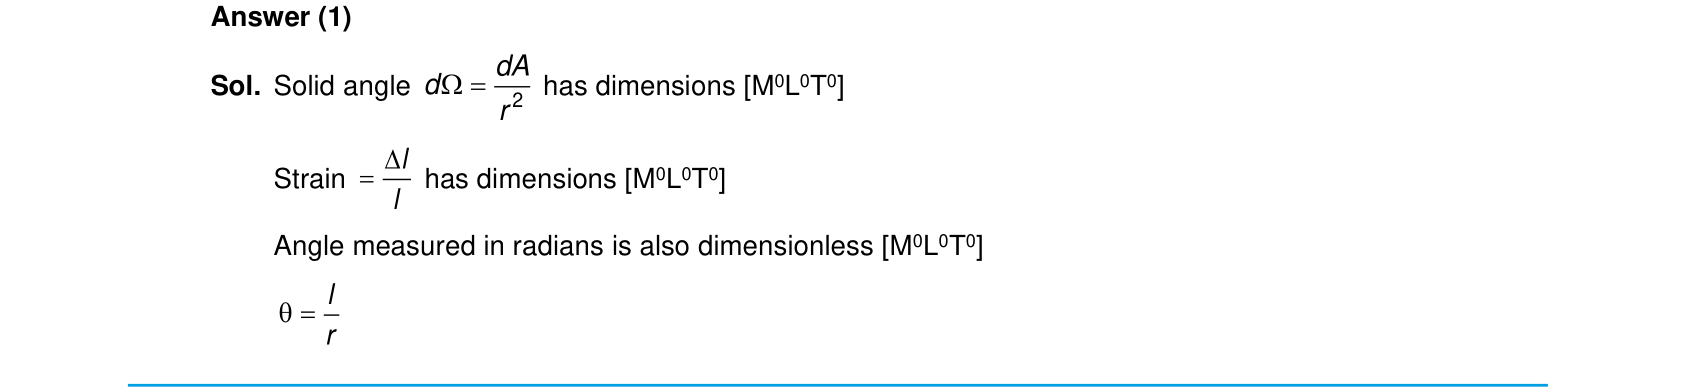 Answer (1)
Sol. Solid angle dΩ = dA/r² has dimensions [M⁰L⁰T⁰]
Strain = Δl/l has dimensions [M⁰L⁰T⁰]
Angle measured in radians is also dimensionless [M⁰L⁰T⁰]
θ = l/r